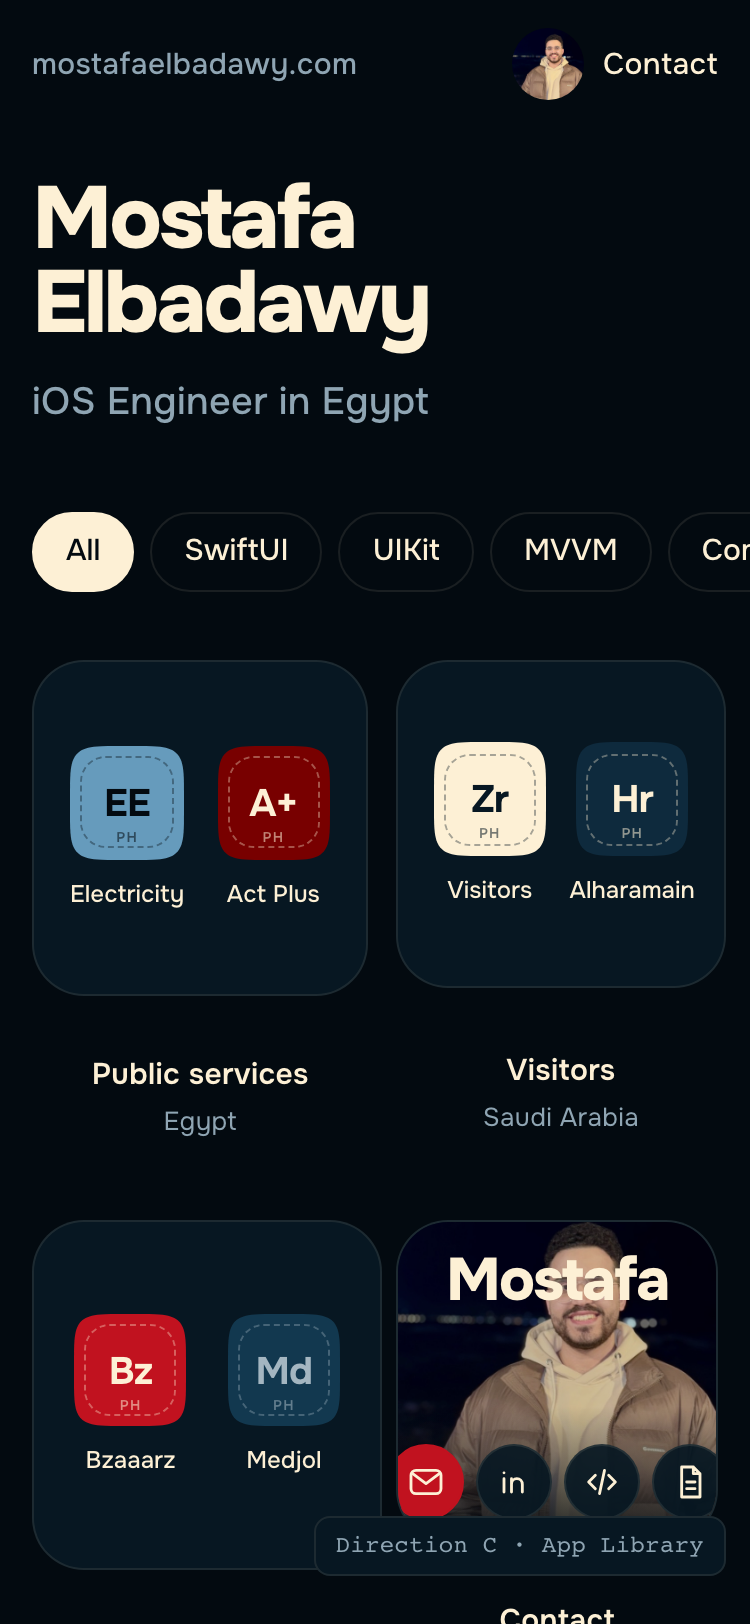 mostafaelbadawy.com
Contact
Mostafa
Elbadawy
iOS Engineer in Egypt
All
SwiftUI
UIKit
MVVM
EE
PH
Electricity
A+
PH
Act Plus
Zr
PH
Visitors
Hr
PH
Alharamain
Public services
Egypt
Visitors
Saudi Arabia
Bz
PH
Bzaaarz
Md
PH
Medjol
Mostafa
in
Direction C · App Library
Contact